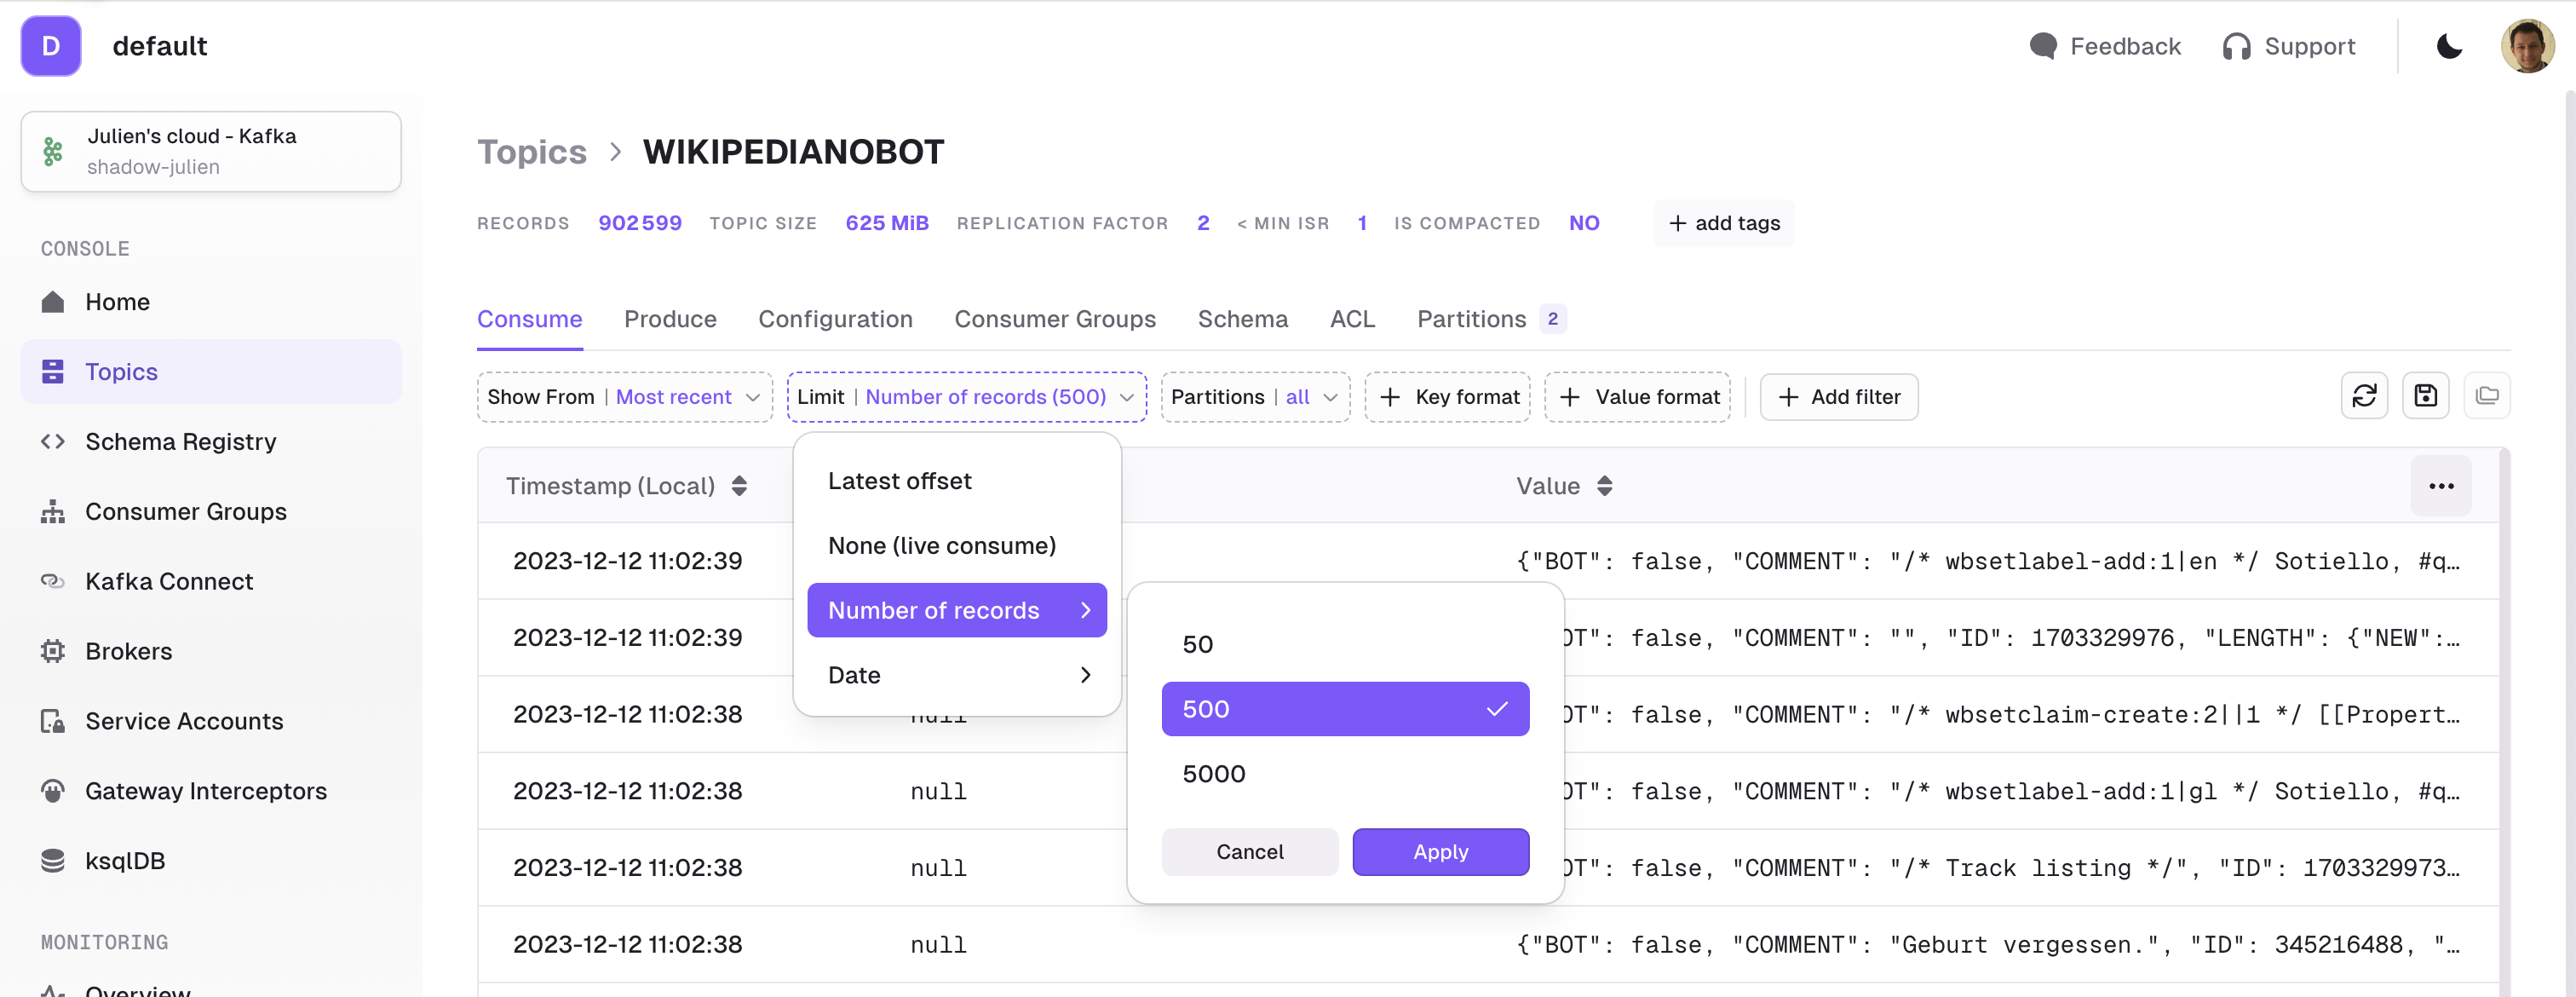 D default Feedback Support
Julien's cloud - Kafka
shadow-julien
CONSOLE
Home
Topics
Schema Registry
Consumer Groups
Kafka Connect
Brokers
Service Accounts
Gateway Interceptors
ksqlDB
MONITORING
Overview
Topics > WIKIPEDIANOBOT
RECORDS 902 599 TOPIC SIZE 625 MiB REPLICATION FACTOR 2 < MIN ISR 1 IS COMPACTED NO + add tags
Consume Produce Configuration Consumer Groups Schema ACL Partitions 2
Show From | Most recent Limit | Number of records (500) Partitions | all + Key format + Value format + Add filter
Timestamp (Local) Value ...
2023-12-12 11:02:39 {"BOT": false, "COMMENT": "/* wbsetlabel-add:1|en */ Sotiello, #q…
2023-12-12 11:02:39 OT": false, "COMMENT": "", "ID": 1703329976, "LENGTH": {"NEW":…
2023-12-12 11:02:38 null OT": false, "COMMENT": "/* wbsetclaim-create:2||1 */ [[Propert…
2023-12-12 11:02:38 null OT": false, "COMMENT": "/* wbsetlabel-add:1|gl */ Sotiello, #q…
2023-12-12 11:02:38 null OT": false, "COMMENT": "/* Track listing */", "ID": 1703329973…
2023-12-12 11:02:38 null {"BOT": false, "COMMENT": "Geburt vergessen.", "ID": 345216488, "…
Latest offset
None (live consume)
Number of records
Date
50
500
5000
Cancel Apply